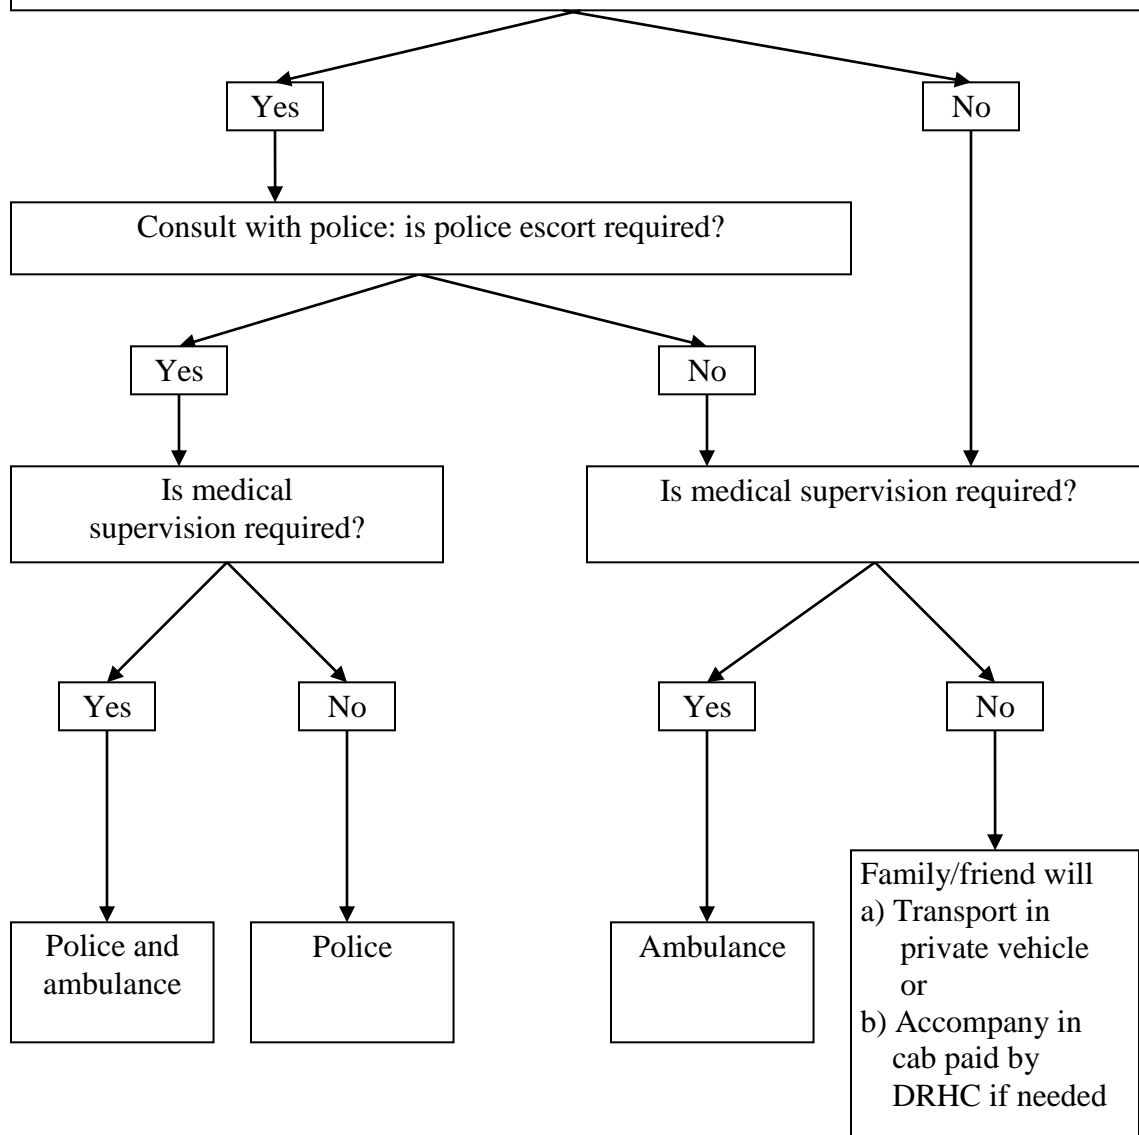 Yes
No
Consult with police: is police escort required?
Yes
No
Is medical
supervision required?
Is medical supervision required?
Yes
No
Yes
No
Police and
ambulance
Police
Ambulance
Family/friend will
a) Transport in
private vehicle
or
b) Accompany in
cab paid by
DRHC if needed